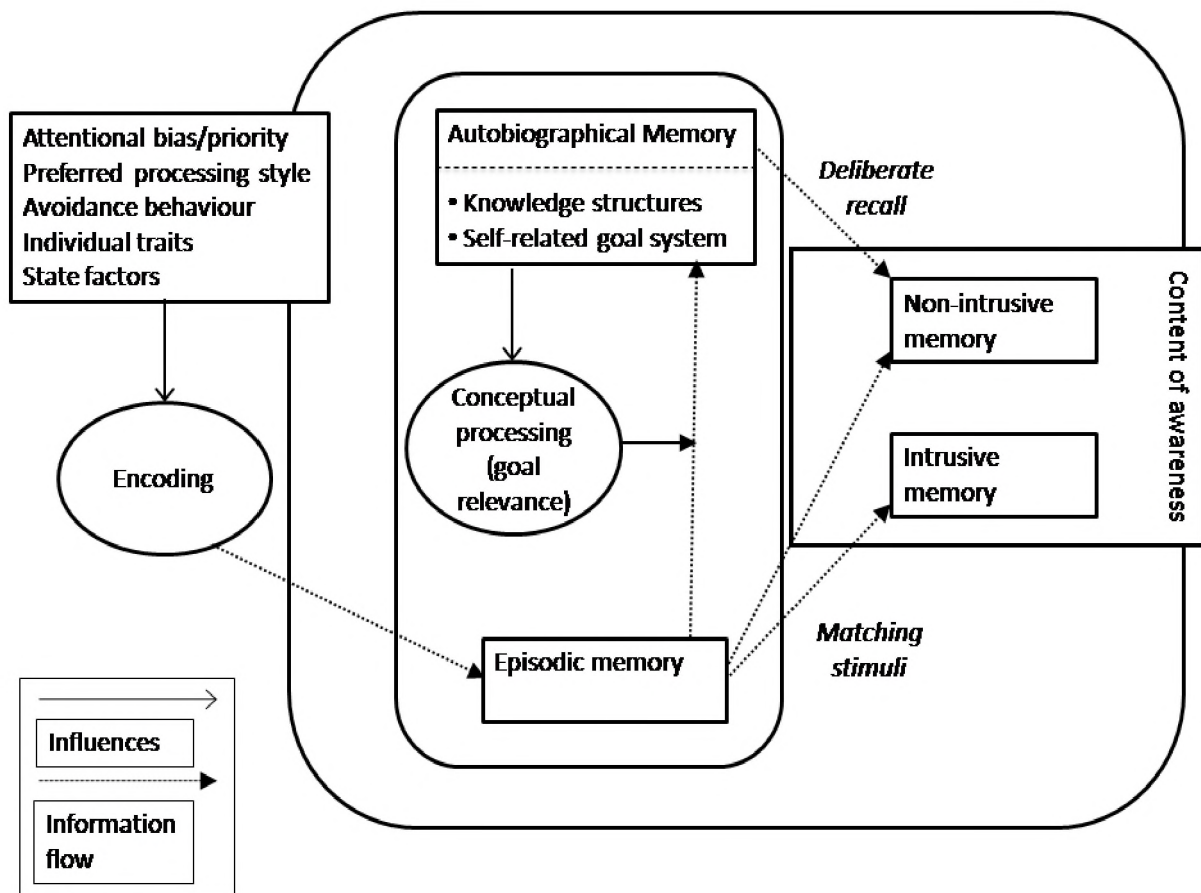 Attentional bias/priority
Preferred processing style
Avoidance behaviour
Individual traits
State factors
Encoding
Autobiographical Memory
• Knowledge structures
• Self-related goal system
Conceptual
processing
(goal
relevance)
Episodic memory
Deliberate
recall
Non-intrusive
memory
Intrusive
memory
Content of awareness
Matching
stimuli
Influences
Information
flow